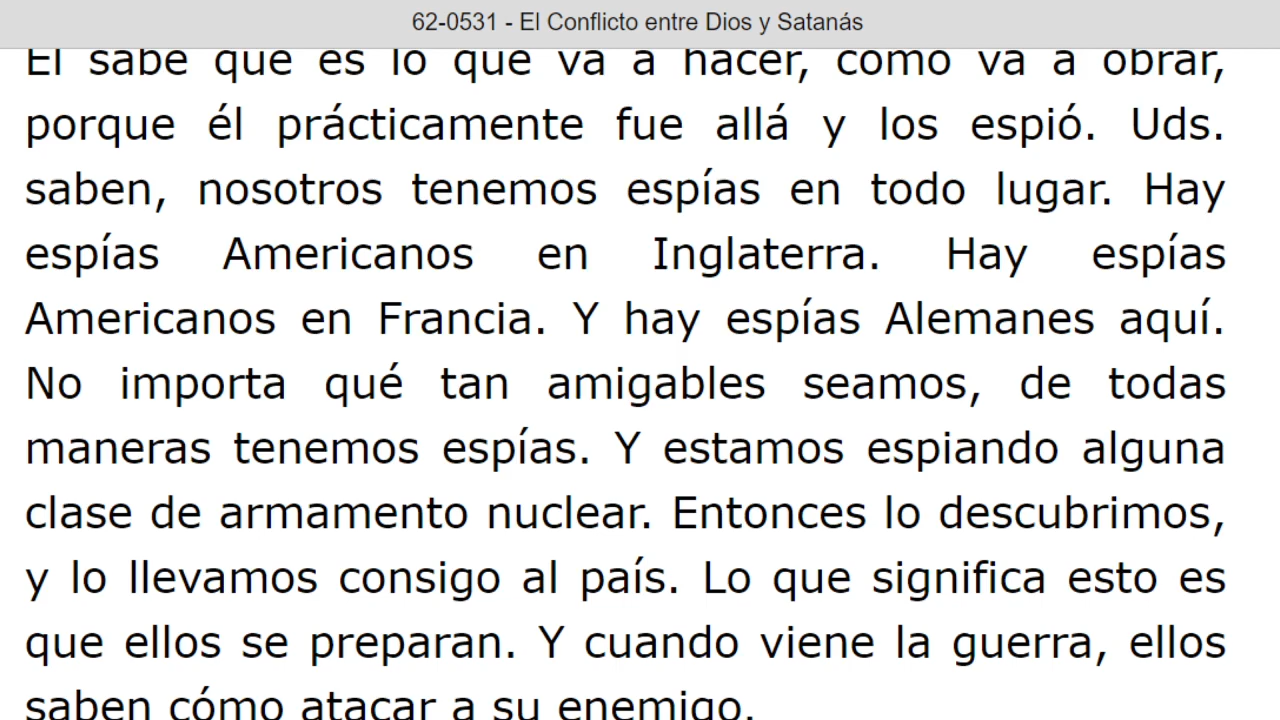 62-0531 - El Conflicto entre Dios y Satanás
El sabe qué es lo que va a hacer, cómo va a obrar,
porque él prácticamente fue allá y los espió. Uds.
saben, nosotros tenemos espías en todo lugar. Hay
espías Americanos en Inglaterra. Hay espías
Americanos en Francia. Y hay espías Alemanes aquí.
No importa qué tan amigables seamos, de todas
maneras tenemos espías. Y estamos espiando alguna
clase de armamento nuclear. Entonces lo descubrimos,
y lo llevamos consigo al país. Lo que significa esto es
que ellos se preparan. Y cuando viene la guerra, ellos
saben cómo atacar a su enemigo.